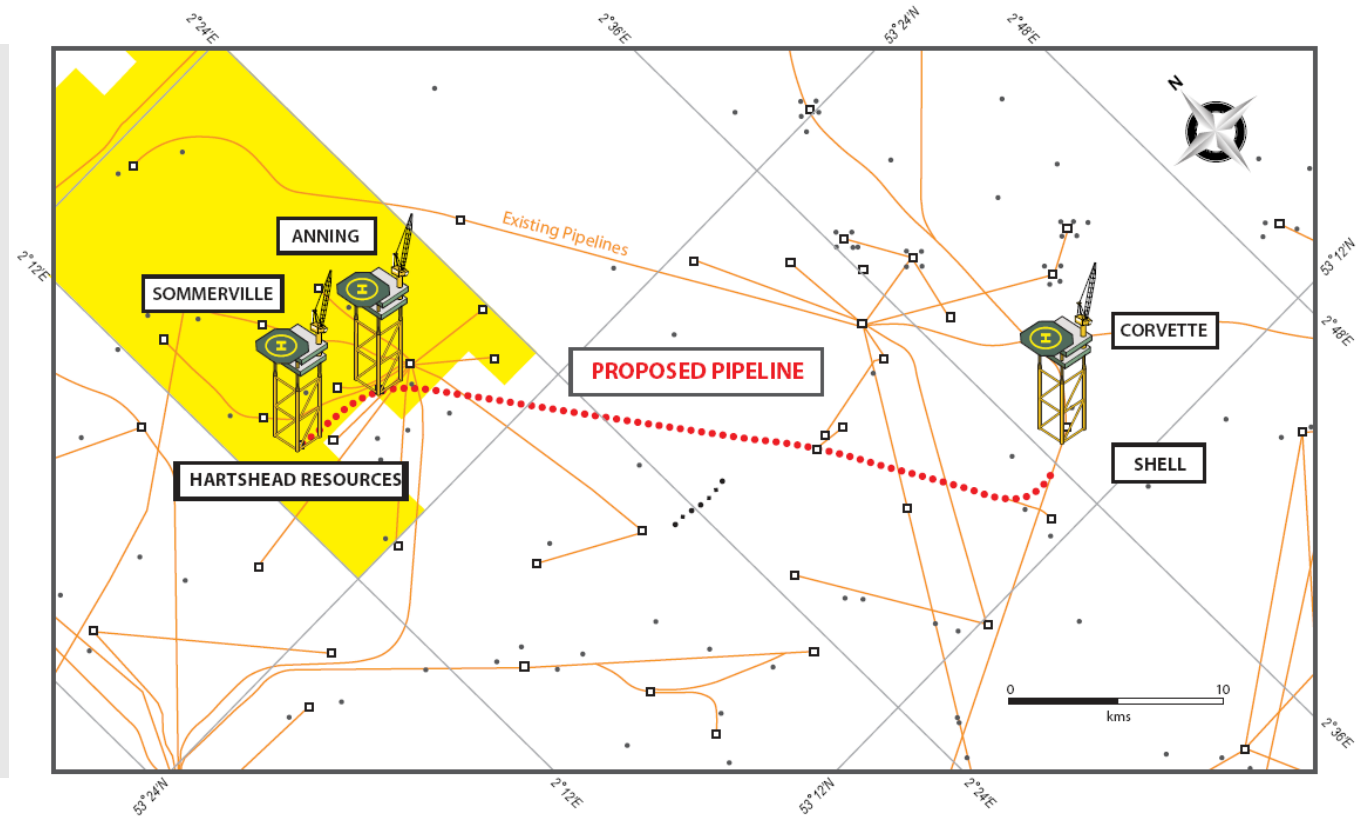 2°24'E
2°36'E
53°24'N
2°48'E
N
ANNING
Existing Pipelines
53°12'N
2°12'E
SOMMERVILLE
H
H
H
CORVETTE
2°48'E
PROPOSED PIPELINE
HARTSHEAD RESOURCES
SHELL
0 10
kms
2°36'E
53°24'N
2°12'E
53°12'N
2°24'E